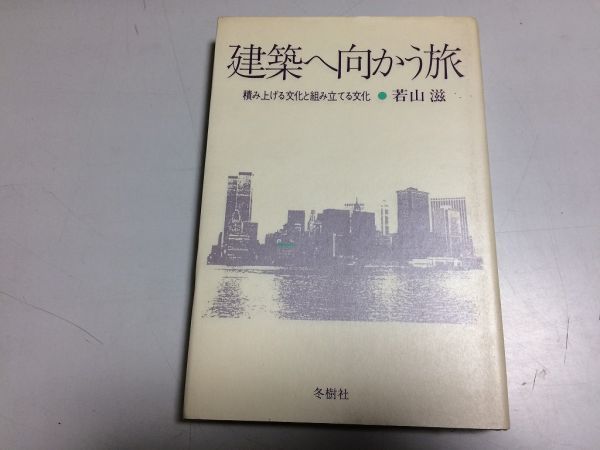 建築へ向かう旅
積み上げる文化と組み立てる文化 ● 若山 滋
冬樹社